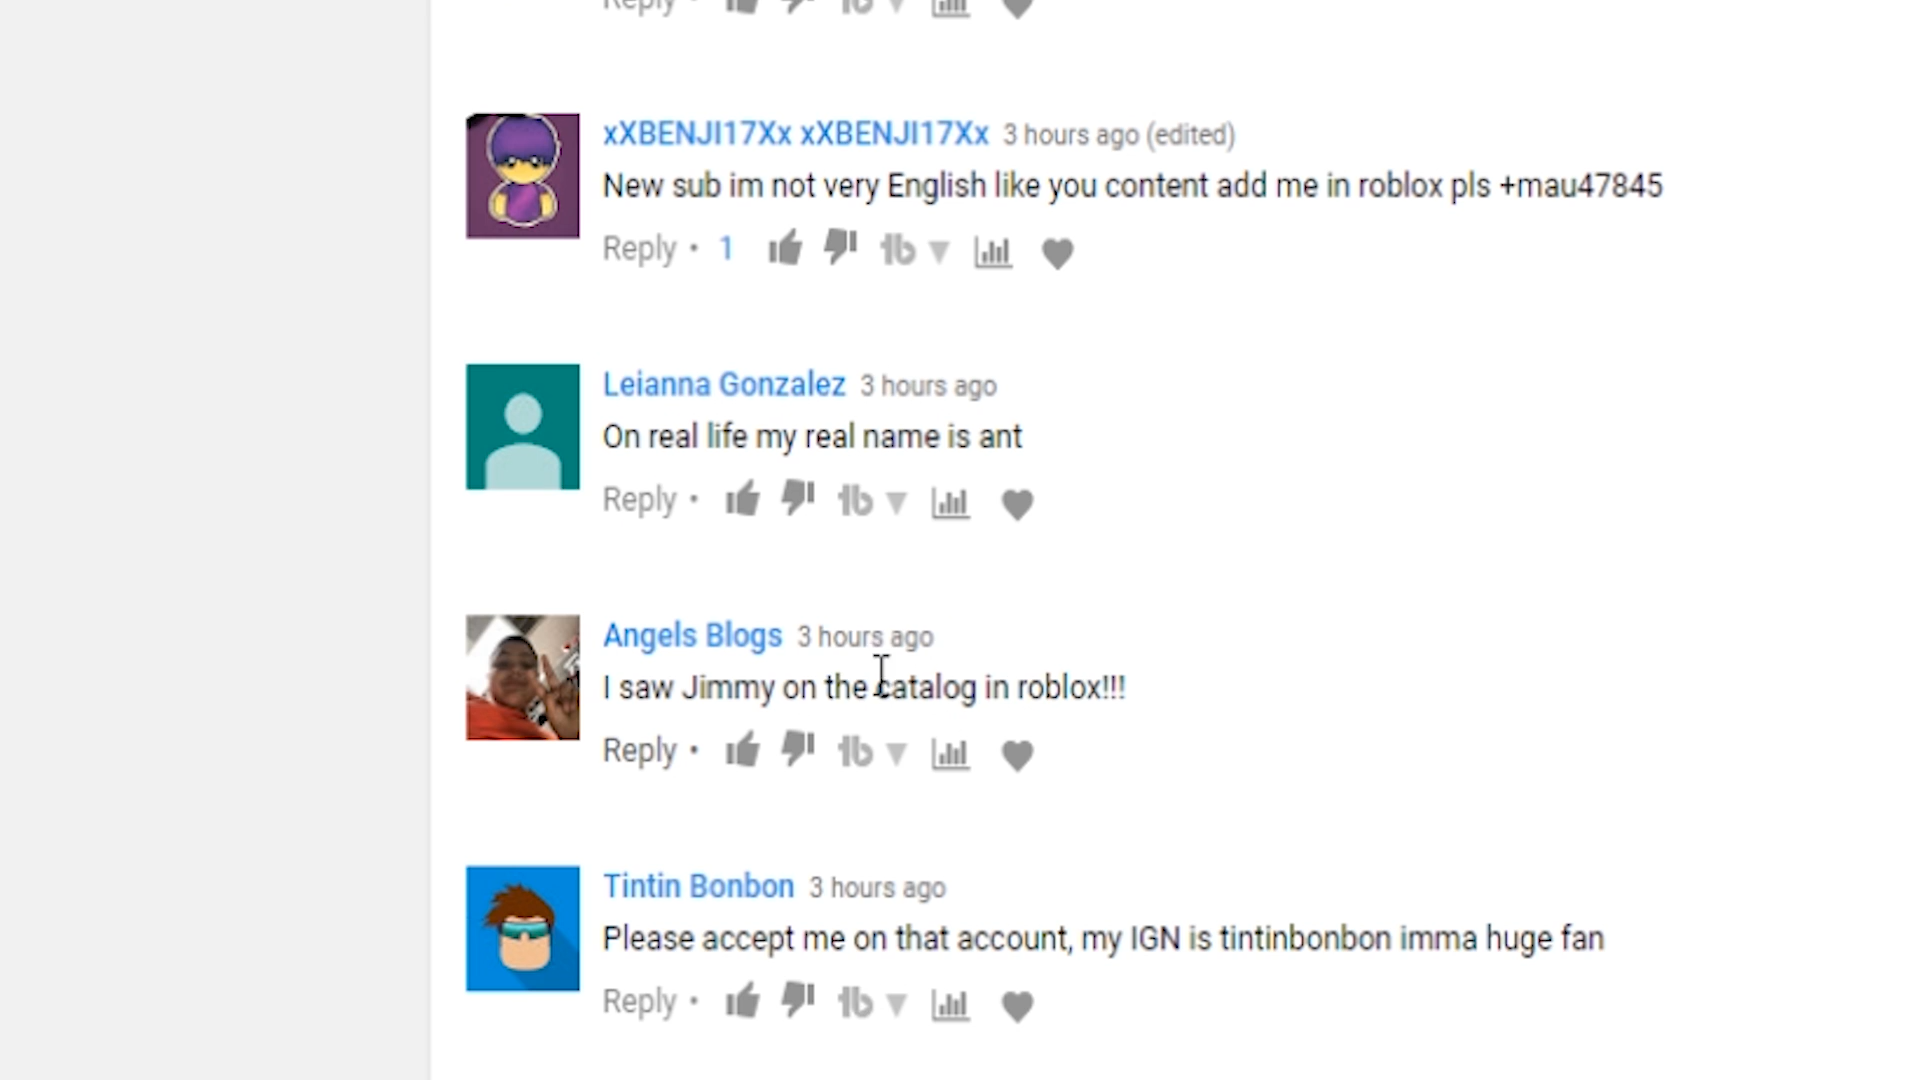 Reply •
xXBENJI17Xx xXBENJI17Xx 3 hours ago (edited)
New sub im not very English like you content add me in roblox pls +mau47845
Reply • 1
Leianna Gonzalez 3 hours ago
On real life my real name is ant
Reply •
Angels Blogs 3 hours ago
I saw Jimmy on the catalog in roblox!!!
Reply •
Tintin Bonbon 3 hours ago
Please accept me on that account, my IGN is tintinbonbon imma huge fan
Reply •